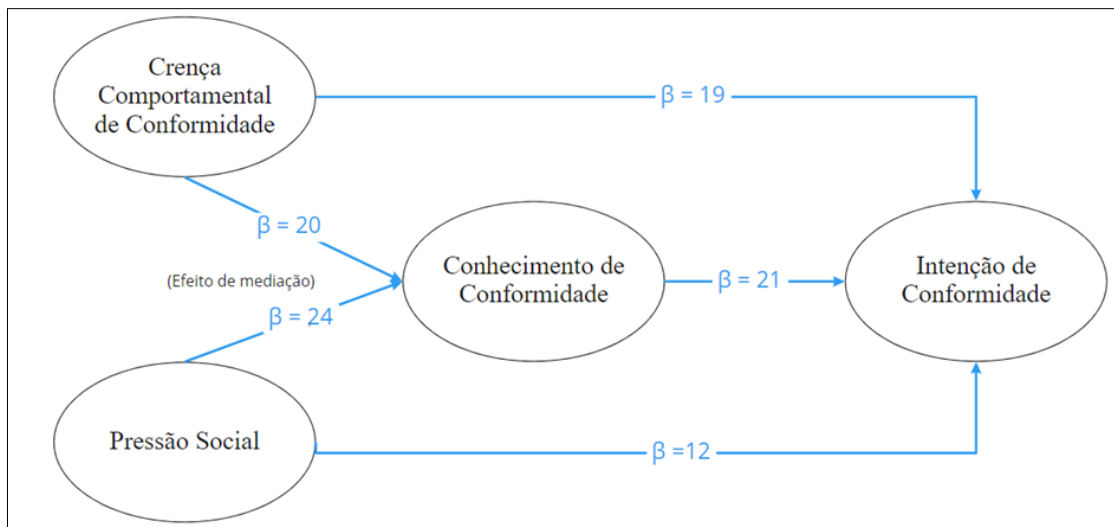 Crença
Comportamental
de Conformidade
β = 19
β = 20
(Efeito de mediação)
Conhecimento de
Conformidade
β = 21
Intenção de
Conformidade
β = 24
Pressão Social
β =12